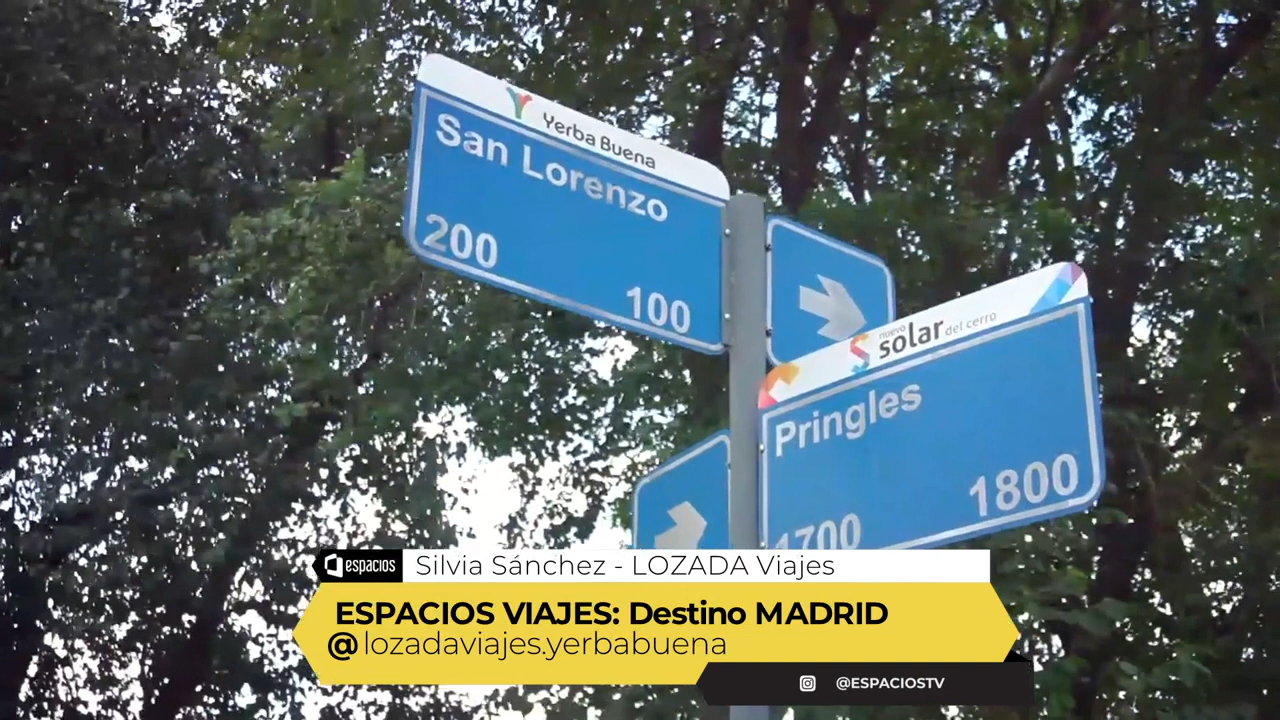 Yerba Buena
San Lorenzo
200
100
nuevo
solar del cerro
Pringles
1800
1700
espacios
Silvia Sánchez - LOZADA Viajes
ESPACIOS VIAJES: Destino MADRID
@lozadaviajes.yerbabuena
@ESPACIOSTV